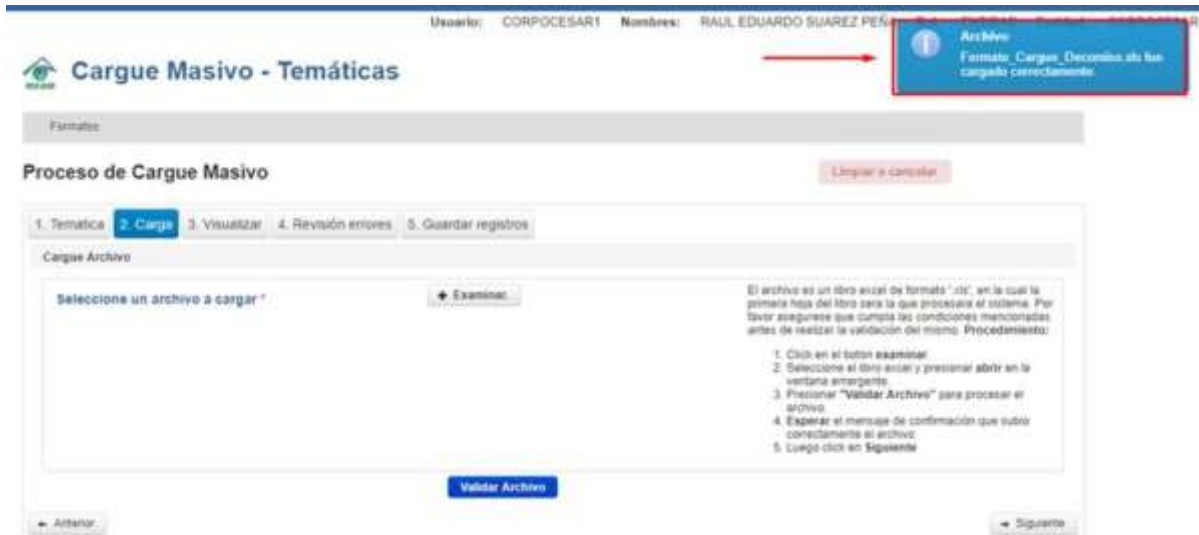 Usuario: CORPOCESAR1 Nombres: RAUL EDUARDO SUAREZ PEÑA
Archivo
Formato_Cargue_Decomiso.xls fue
cargado correctamente.
Cargue Masivo - Temáticas
Formatos
Proceso de Cargue Masivo
Limpiar o cancelar
1. Tematica 2. Carga 3. Visualizar 4. Revisión errores 5. Guardar registros
Cargue Archivo
Seleccione un archivo a cargar *
Examinar.
El archivo es un libro excel de formato '.xls', en la cual la
primera hoja del libro sera la que procesara el sistema. Por
favor asegurese que cumpla las condiciones mencionadas
antes de realizar la validación del mismo. Procedimiento:
1. Click en el boton examinar
2. Seleccione el libro excel y presionar abrir en la
ventana emergente.
3. Presionar "Validar Archivo" para procesar el
archivo.
4. Esperar el mensaje de confirmación que subio
correctamente el archivo
5. Luego click en Siguiente
Validar Archivo
Anterior
Siguiente